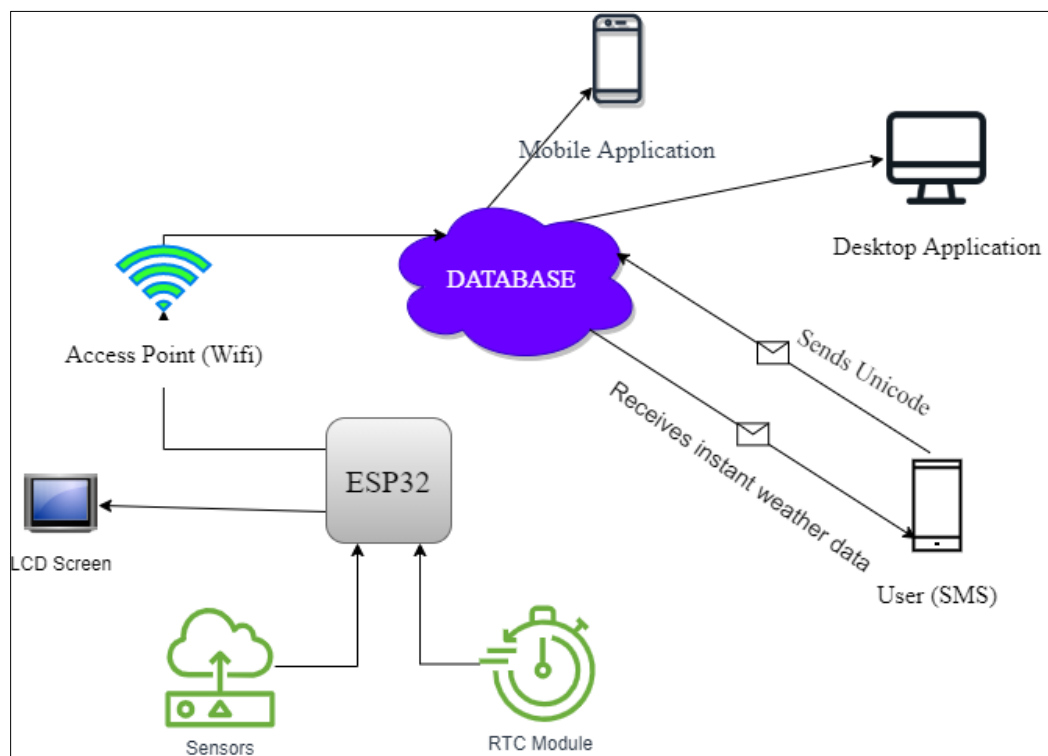 Mobile Application
Desktop Application
DATABASE
Access Point (Wifi)
Sends Unicode
Receives instant weather data
ESP32
LCD Screen
User (SMS)
Sensors
RTC Module